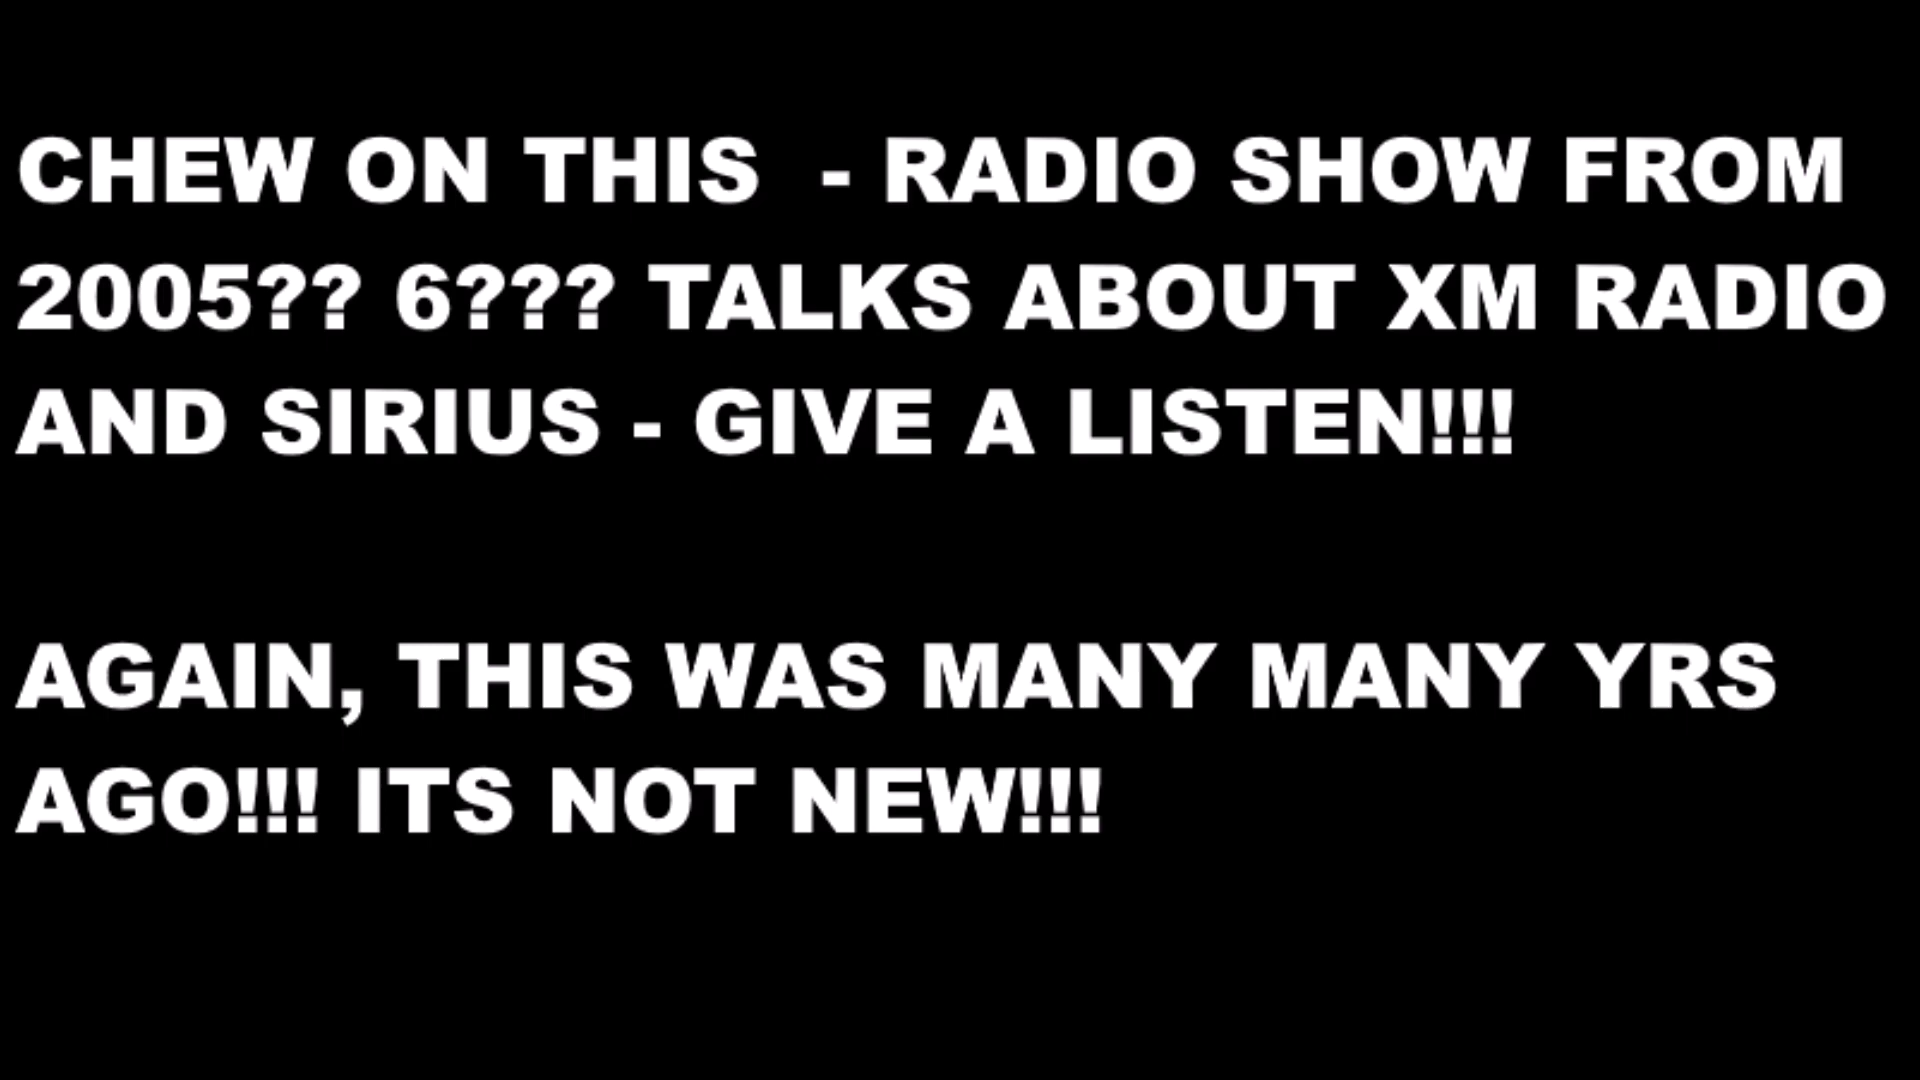 CHEW ON THIS  - RADIO SHOW FROM
2005?? 6??? TALKS ABOUT XM RADIO
AND SIRIUS - GIVE A LISTEN!!!
AGAIN, THIS WAS MANY MANY YRS
AGO!!! ITS NOT NEW!!!